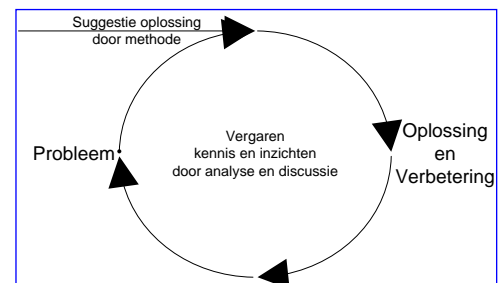 Suggestie oplossing
door methode
Vergaren
kennis en inzichten
door analyse en discussie
Probleem
Oplossing
en
Verbetering